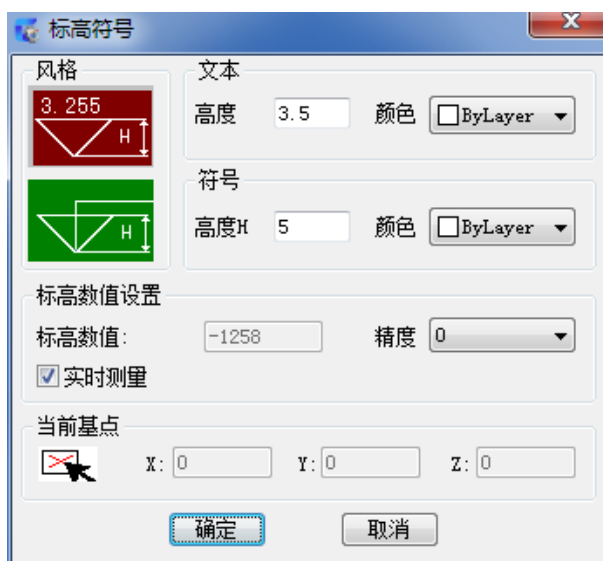 标高符号
风格
3.255
H
H
文本
高度 3.5 颜色 ByLayer
符号
高度H 5 颜色 ByLayer
标高数值设置
标高数值: -1258 精度 0
实时测量
当前基点
X: 0 Y: 0 Z: 0
确定 取消